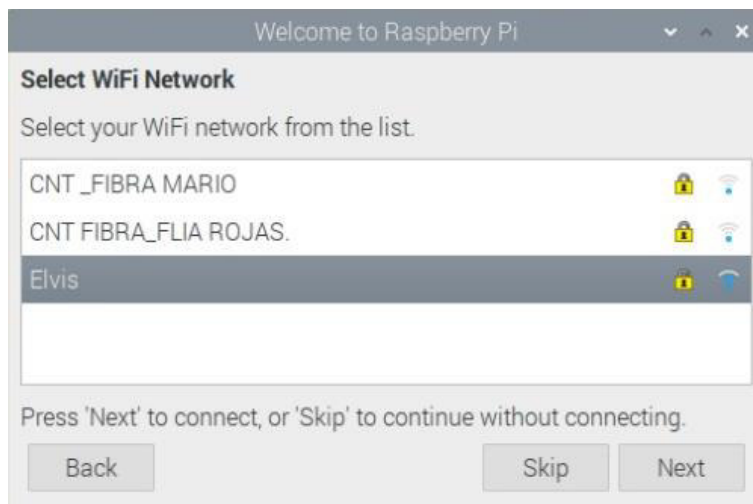 Welcome to Raspberry Pi
Select WiFi Network
Select your WiFi network from the list.
CNT _FIBRA MARIO
CNT FIBRA_FLIA ROJAS.
Elvis
Press 'Next' to connect, or 'Skip' to continue without connecting.
Back Skip Next